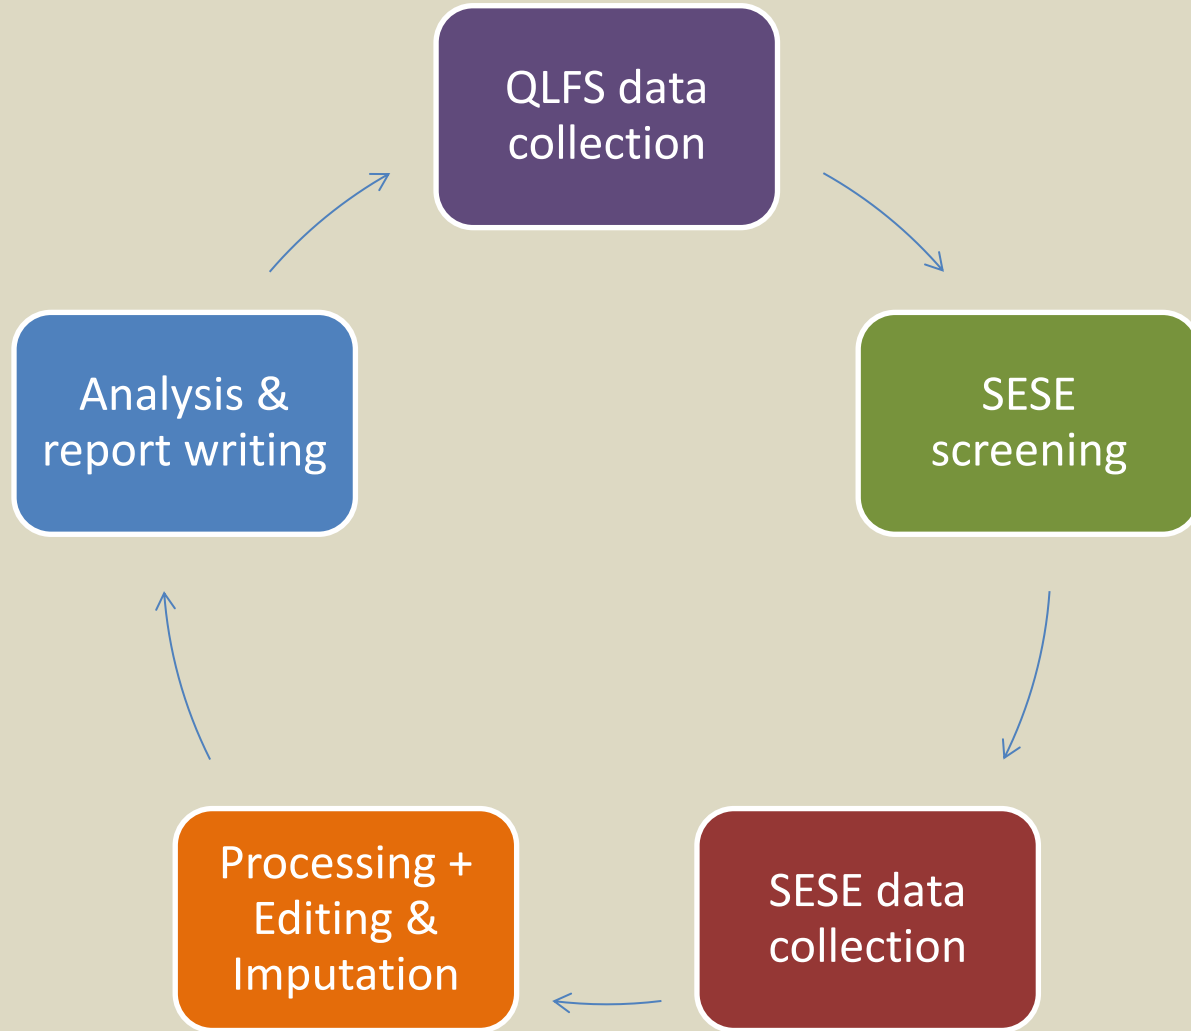 QLFS data
collection
SESE
screening
SESE data
collection
Processing +
Editing &
Imputation
Analysis &
report writing